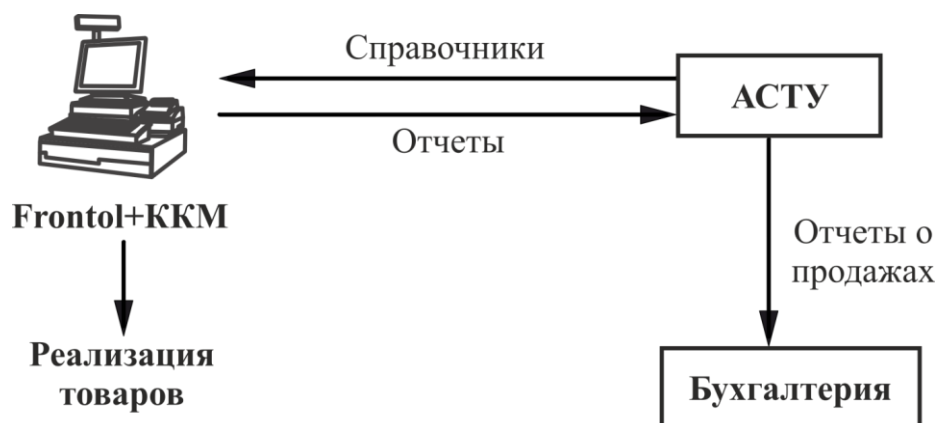 Справочники
АСТУ
Отчеты
Frontol+ККМ
Отчеты о
продажах
Реализация
товаров
Бухгалтерия